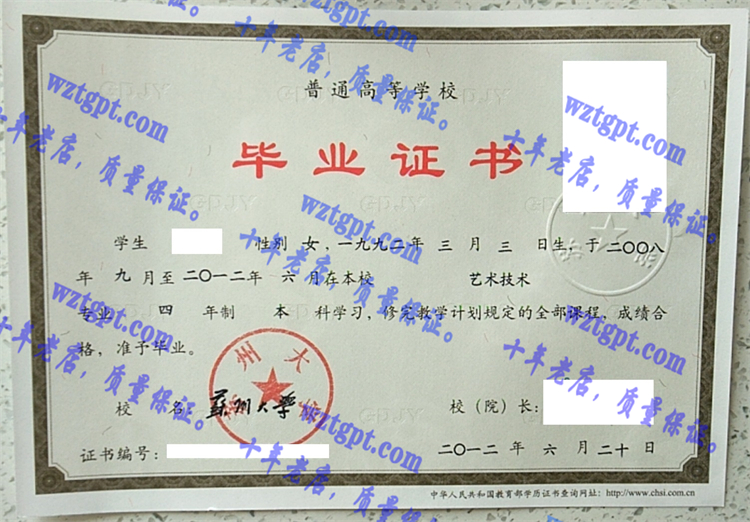 普通高等学校
毕业证书
学生 性别 女，一九九二年 三 月 三 日生，于 二〇〇八
年 九 月至 二〇一二年 六 月在本校 艺术技术
专业 四 年制 本 科学习，修完教学计划规定的全部课程，成绩合
格，准予毕业。
校 名：蘇州大學
校（院）长：
证书编号：
二〇一二 年 六 月 二十 日
中华人民共和国教育部学历证书查询网址：http://www.chsi.com.cn
wztgpt.com
十年老店，质量保证。